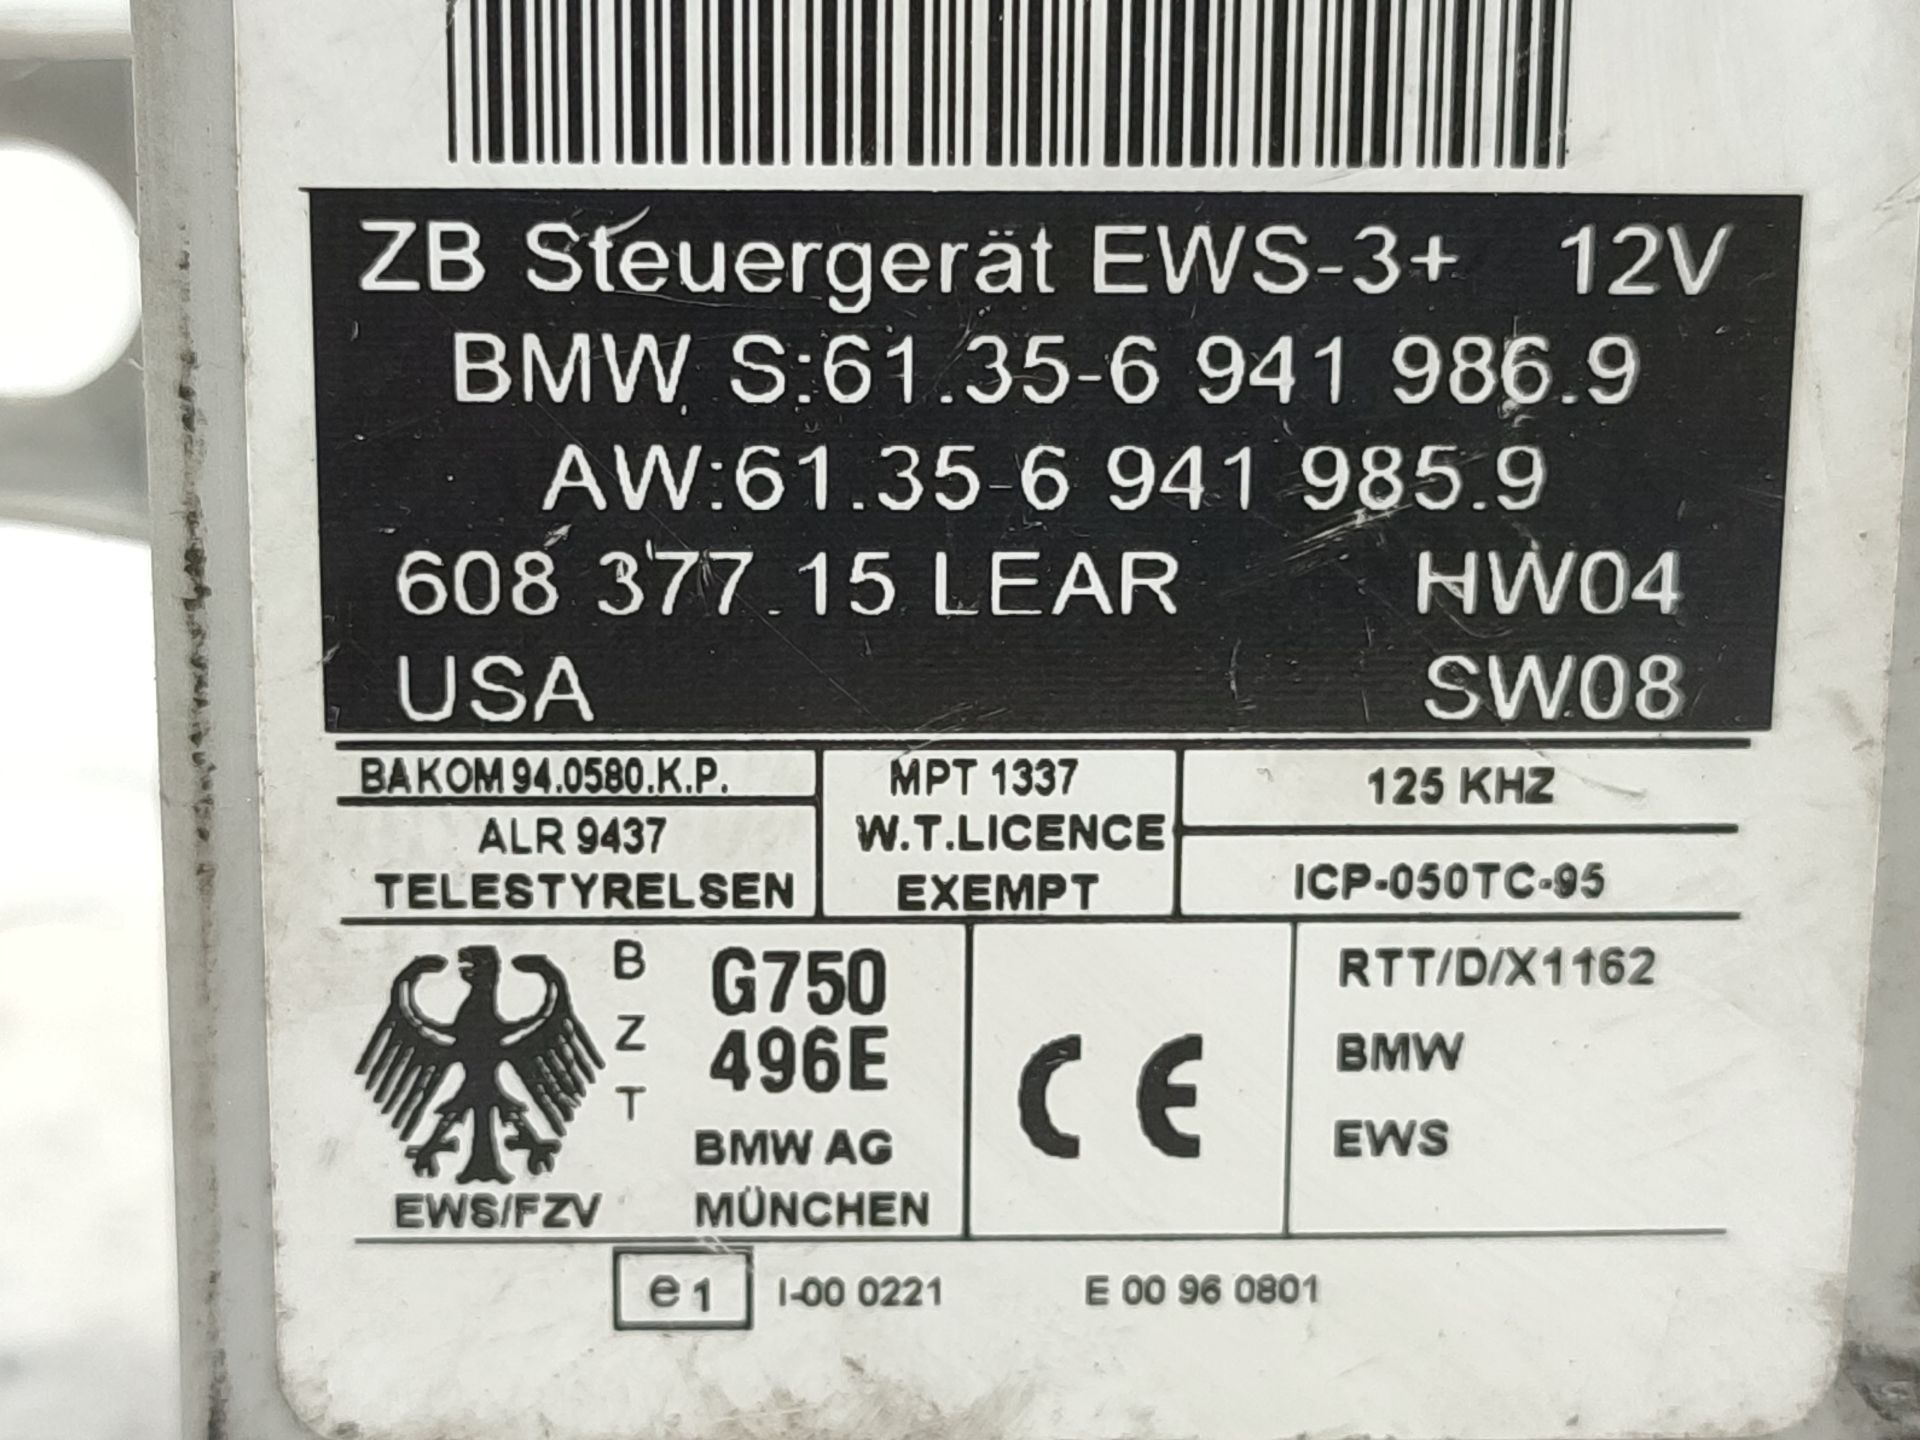 ZB Steuergerät EWS-3+ 12V
BMW S:61.35-6 941 986.9
AW:61.35-6 941 985.9
608 377 15 LEAR HW04
USA SW08
BAKOM 94.0580.K.P.
ALR 9437
TELESTYRELSEN
MPT 1337
W.T.LICENCE
EXEMPT
125 KHZ
ICP-050TC-95
B
Z
T
EWS/FZV
G750
496E
BMW AG
MÜNCHEN
CE
RTT/D/X1162
BMW
EWS
e1 I-00 0221 E 00 96 0801